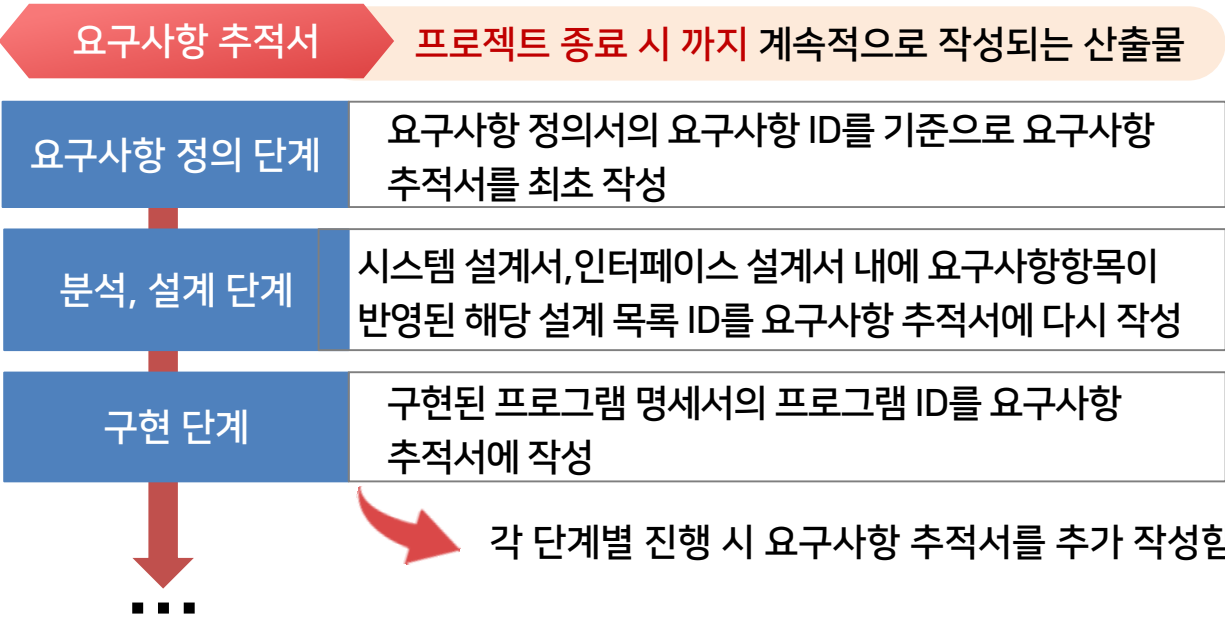 요구사항 추적서
프로젝트 종료 시 까지 계속적으로 작성되는 산출물
요구사항 정의 단계
요구사항 정의서의 요구사항 ID를 기준으로 요구사항
추적서를 최초 작성
분석, 설계 단계
시스템 설계서,인터페이스 설계서 내에 요구사항항목이
반영된 해당 설계 목록 ID를 요구사항 추적서에 다시 작성
구현 단계
구현된 프로그램 명세서의 프로그램 ID를 요구사항
추적서에 작성
각 단계별 진행 시 요구사항 추적서를 추가 작성함
...